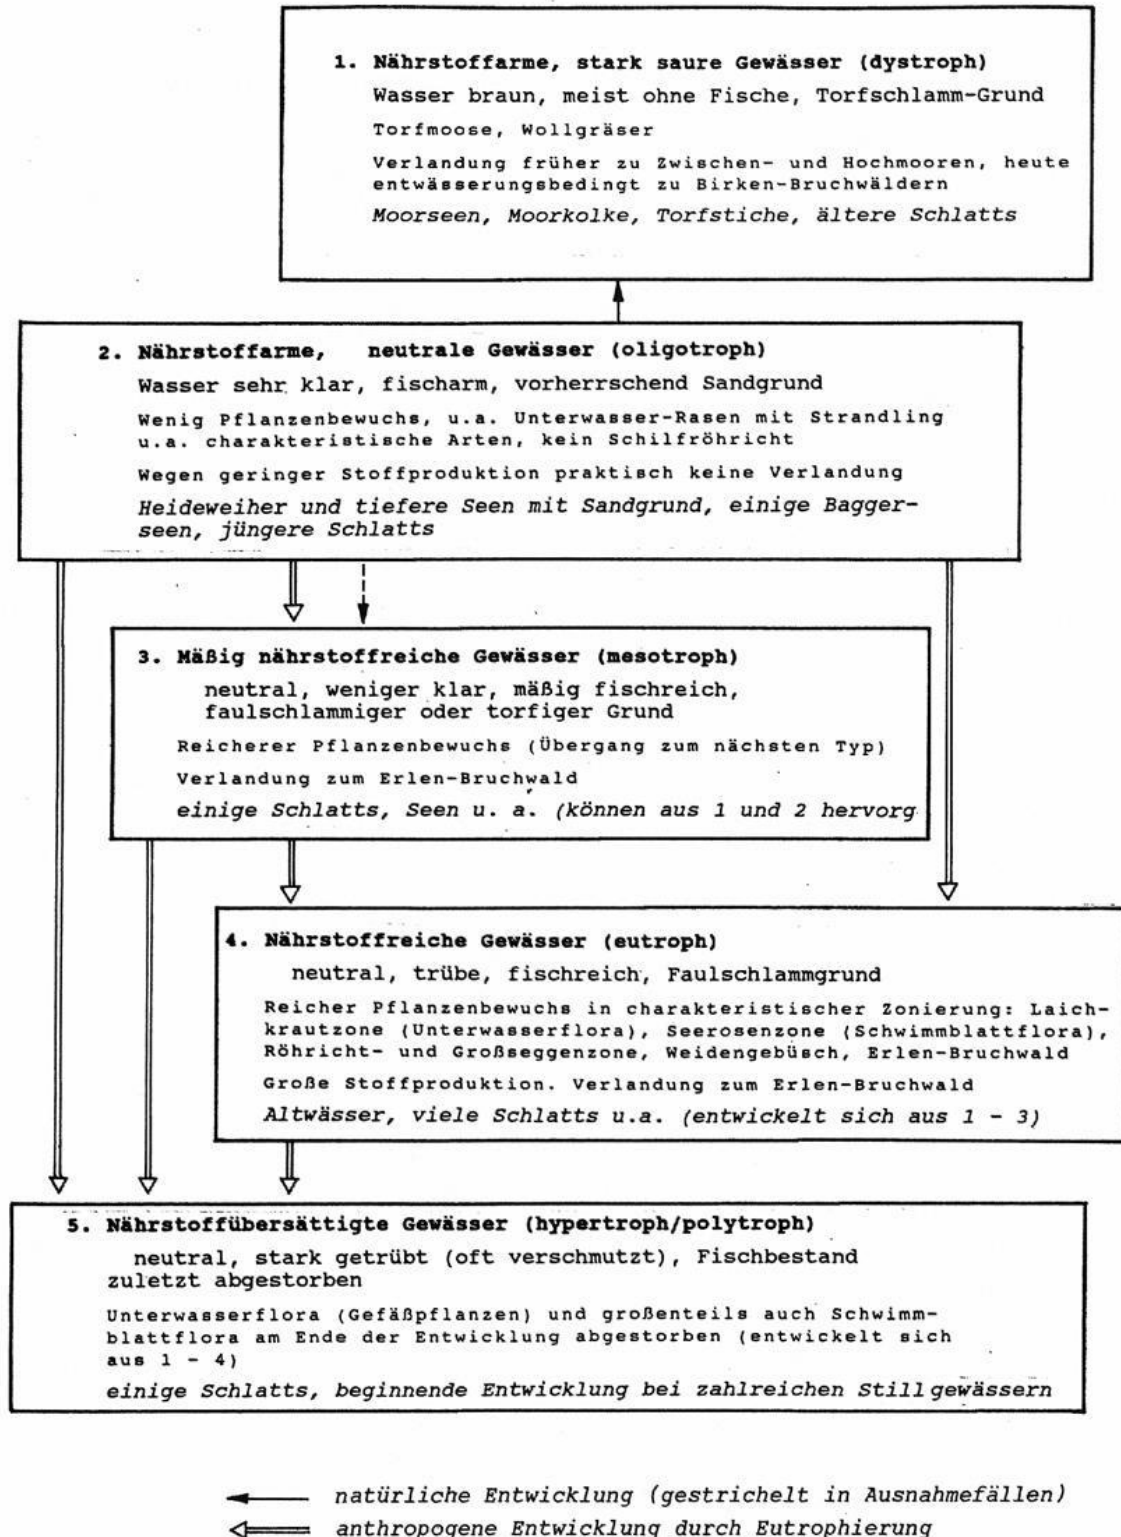 1. Nährstoffarme, stark saure Gewässer (dystroph)
Wasser braun, meist ohne Fische, Torfschlamm-Grund
Torfmoose, Wollgräser
Verlandung früher zu Zwischen- und Hochmooren, heute
entwässerungsbedingt zu Birken-Bruchwäldern
Moorseen, Moorkolke, Torfstiche, ältere Schlatts
2. Nährstoffarme, neutrale Gewässer (oligotroph)
Wasser sehr klar, fischarm, vorherrschend Sandgrund
Wenig Pflanzenbewuchs, u.a. Unterwasser-Rasen mit Strandling
u.a. charakteristische Arten, kein Schilfröhricht
Wegen geringer Stoffproduktion praktisch keine Verlandung
Heideweiher und tiefere Seen mit Sandgrund, einige Bagger-
seen, jüngere Schlatts
3. Mäßig nährstoffreiche Gewässer (mesotroph)
neutral, weniger klar, mäßig fischreich,
faulschlammiger oder torfiger Grund
Reicherer Pflanzenbewuchs (Übergang zum nächsten Typ)
Verlandung zum Erlen-Bruchwald
einige Schlatts, Seen u. a. (können aus 1 und 2 hervorg
4. Nährstoffreiche Gewässer (eutroph)
neutral, trübe, fischreich, Faulschlammgrund
Reicher Pflanzenbewuchs in charakteristischer Zonierung: Laich-
krautzone (Unterwasserflora), Seerosenzone (Schwimmblattflora),
Röhricht- und Großseggenzone, Weidengebüsch, Erlen-Bruchwald
Große Stoffproduktion. Verlandung zum Erlen-Bruchwald
Altwässer, viele Schlatts u.a. (entwickelt sich aus 1 - 3)
5. Nährstoffübersättigte Gewässer (hypertroph/polytroph)
neutral, stark getrübt (oft verschmutzt), Fischbestand
zuletzt abgestorben
Unterwasserflora (Gefäßpflanzen) und großenteils auch Schwimm-
blattflora am Ende der Entwicklung abgestorben (entwickelt sich
aus 1 - 4)
einige Schlatts, beginnende Entwicklung bei zahlreichen Stillgewässern
natürliche Entwicklung (gestrichelt in Ausnahmefällen)
anthropogene Entwicklung durch Eutrophierung